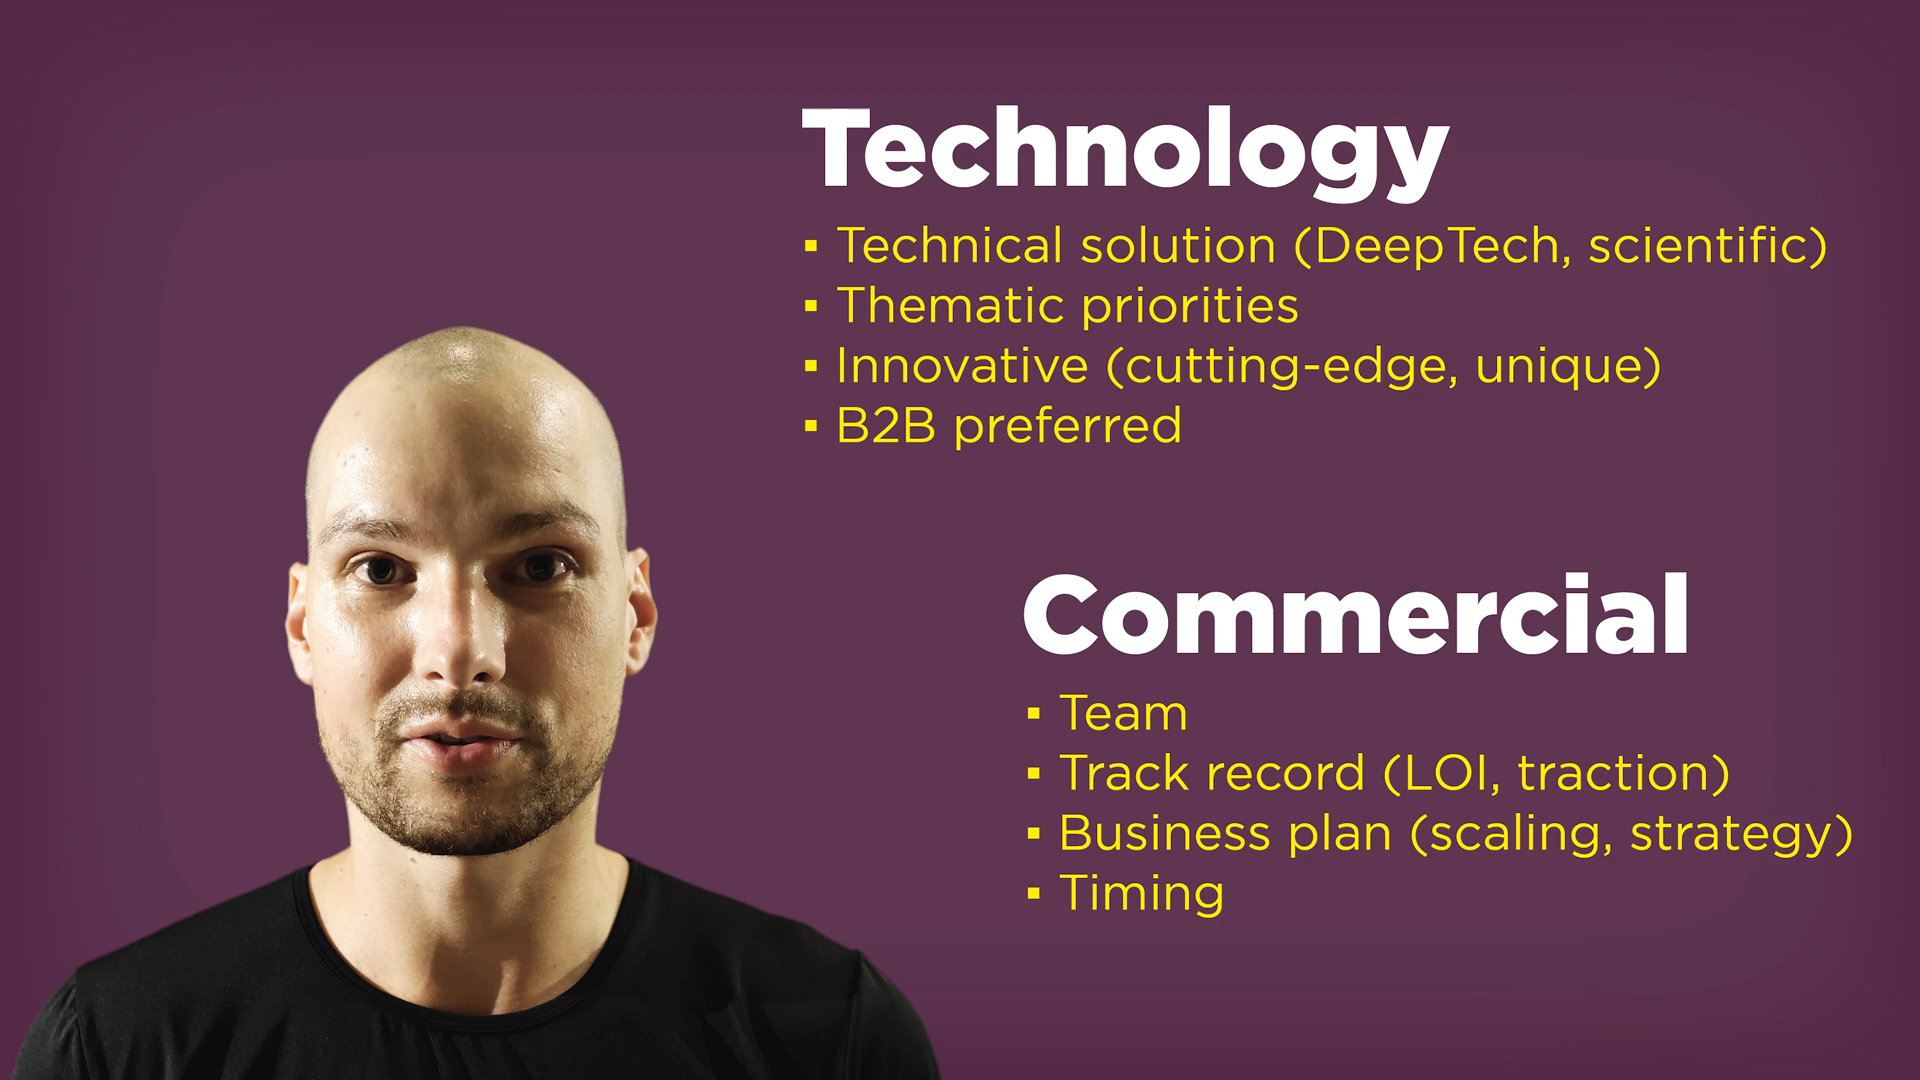 Technology
▪ Technical solution (DeepTech, scientific)
▪ Thematic priorities
▪ Innovative (cutting-edge, unique)
▪ B2B preferred
Commercial
▪ Team
▪ Track record (LOI, traction)
▪ Business plan (scaling, strategy)
▪ Timing